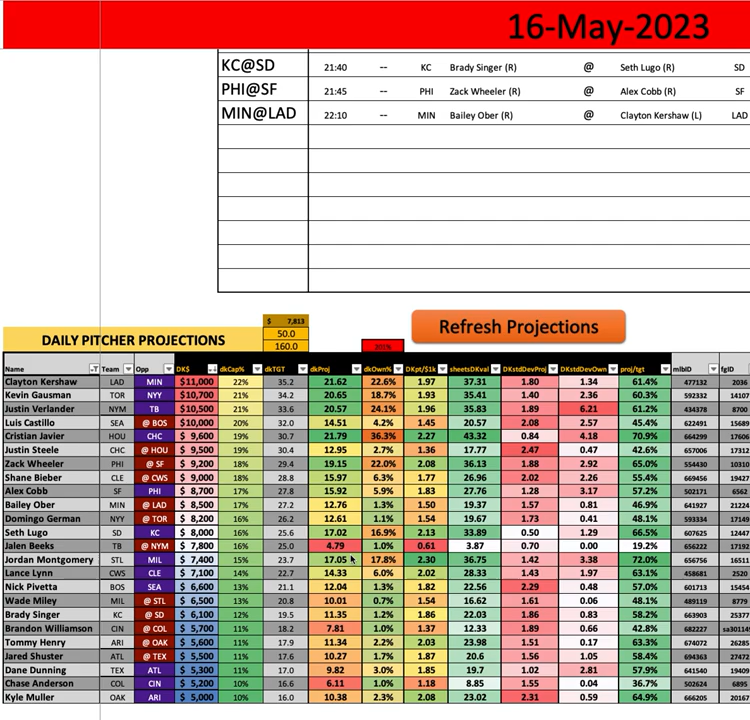 16-May-2023
KC@SD 21:40 -- KC Brady Singer (R) @ Seth Lugo (R) SD
PHI@SF 21:45 -- PHI Zack Wheeler (R) @ Alex Cobb (R) SF
MIN@LAD 22:10 -- MIN Bailey Ober (R) @ Clayton Kershaw (L) LAD
$ 7,813
Refresh Projections
50.0
DAILY PITCHER PROJECTIONS 160.0
Name Team Opp DK$ dkCap% dkTGT dkProj dkOwn% DKpt/$1k sheetsDKval DKstdDevProj DKstdDevOwn proj/tgt mlbID fgID
Clayton Kershaw LAD MIN $11,000 22% 35.2 21.62 22.6% 1.97 37.31 1.80 1.34 61.4% 477132 2036
Kevin Gausman TOR NYY $10,700 21% 34.2 20.65 18.7% 1.93 35.41 1.40 2.36 60.3% 592332 14107
Justin Verlander NYM TB $10,500 21% 33.6 20.57 24.1% 1.96 35.83 1.89 6.21 61.2% 434378 8700
Luis Castillo SEA @ BOS $10,000 20% 32.0 14.51 4.2% 1.45 20.57 2.08 2.57 45.4% 622491 15689
Cristian Javier HOU CHC $ 9,600 19% 30.7 21.79 36.3% 2.27 43.32 0.84 4.18 70.9% 664299 17606
Justin Steele CHC @ HOU $ 9,500 19% 30.4 12.95 2.7% 1.36 17.77 2.47 0.47 42.6% 657006 17312
Zack Wheeler PHI @ SF $ 9,200 18% 29.4 19.15 22.0% 2.08 36.13 1.88 2.92 65.0% 554430 10310
Shane Bieber CLE @ CWS $ 9,000 18% 28.8 15.97 6.3% 1.77 26.96 2.02 2.26 55.4% 669456 19427
Alex Cobb SF PHI $ 8,700 17% 27.8 15.92 5.9% 1.83 27.76 1.28 3.17 57.2% 502171 6562
Bailey Ober MIN @ LAD $ 8,500 17% 27.2 12.76 1.3% 1.50 19.37 1.57 0.81 46.9% 641927 21224
Domingo German NYY @ TOR $ 8,200 16% 26.2 12.61 1.1% 1.54 19.67 1.73 0.41 48.1% 593334 17149
Seth Lugo SD KC $ 8,000 16% 25.6 17.02 16.9% 2.13 33.89 0.50 1.29 66.5% 607625 12447
Jalen Beeks TB @ NYM $ 7,800 16% 25.0 4.79 1.0% 0.61 3.87 0.70 0.00 19.2% 656222 17192
Jordan Montgomery STL MIL $ 7,400 15% 23.7 17.05 17.8% 2.30 36.75 1.42 3.38 72.0% 656756 16511
Lance Lynn CWS CLE $ 7,100 14% 22.7 14.33 6.0% 2.02 28.33 1.43 1.97 63.1% 458681 2520
Nick Pivetta BOS SEA $ 6,600 13% 21.1 12.04 1.3% 1.82 22.56 2.29 0.48 57.0% 601713 15454
Wade Miley MIL @ STL $ 6,500 13% 20.8 10.01 0.7% 1.54 16.62 1.61 0.06 48.1% 489119 8779
Brady Singer KC @ SD $ 6,100 12% 19.5 11.35 1.0% 1.86 22.03 1.86 0.83 58.2% 663903 25377
Brandon Williamson CIN @ COL $ 5,700 11% 18.2 7.81 1.0% 1.37 12.33 1.89 0.66 42.8% 682227 sa301149
Tommy Henry ARI @ OAK $ 5,600 11% 17.9 11.34 2.2% 2.03 23.98 1.51 0.17 63.3% 674072 26285
Jared Shuster ATL @ TEX $ 5,500 11% 17.6 10.27 1.7% 1.87 20.6 1.56 1.05 58.4% 694363 27472
Dane Dunning TEX ATL $ 5,300 11% 17.0 9.82 3.0% 1.85 19.7 1.02 2.81 57.9% 641540 19409
Chase Anderson COL CIN $ 5,200 10% 16.6 6.11 1.0% 1.18 8.85 1.55 0.04 36.7% 502624 6895
Kyle Muller OAK ARI $ 5,000 10% 16.0 10.38 2.3% 2.08 23.02 2.31 0.59 64.9% 666205 20167